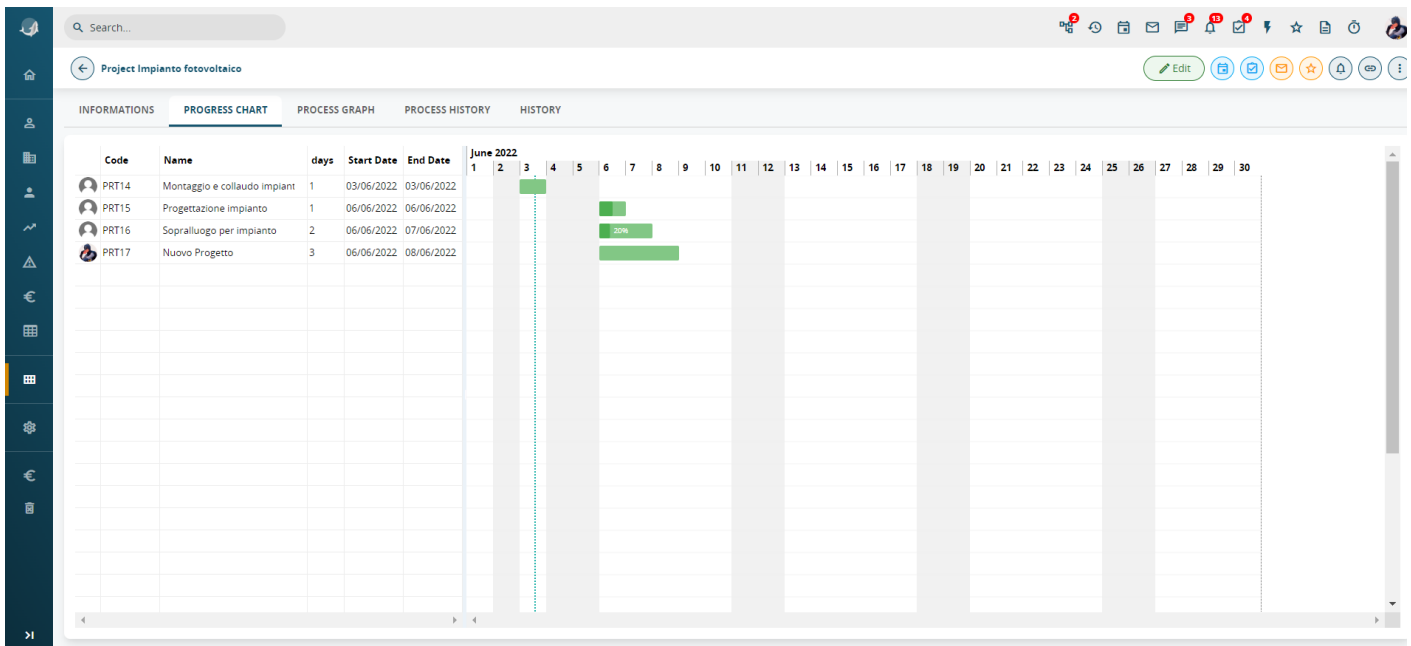 Search...
2
3
13
4
Project Impianto fotovoltaico
Edit
INFORMATIONS PROGRESS CHART PROCESS GRAPH PROCESS HISTORY HISTORY
June 2022
Code Name days Start Date End Date
1 2 3 4 5 6 7 8 9 10 11 12 13 14 15 16 17 18 19 20 21 22 23 24 25 26 27 28 29 30
PRT14 Montaggio e collaudo impiant 1 03/06/2022 03/06/2022
PRT15 Progettazione impianto 1 06/06/2022 06/06/2022
PRT16 Sopralluogo per impianto 2 06/06/2022 07/06/2022 20%
PRT17 Nuovo Progetto 3 06/06/2022 08/06/2022